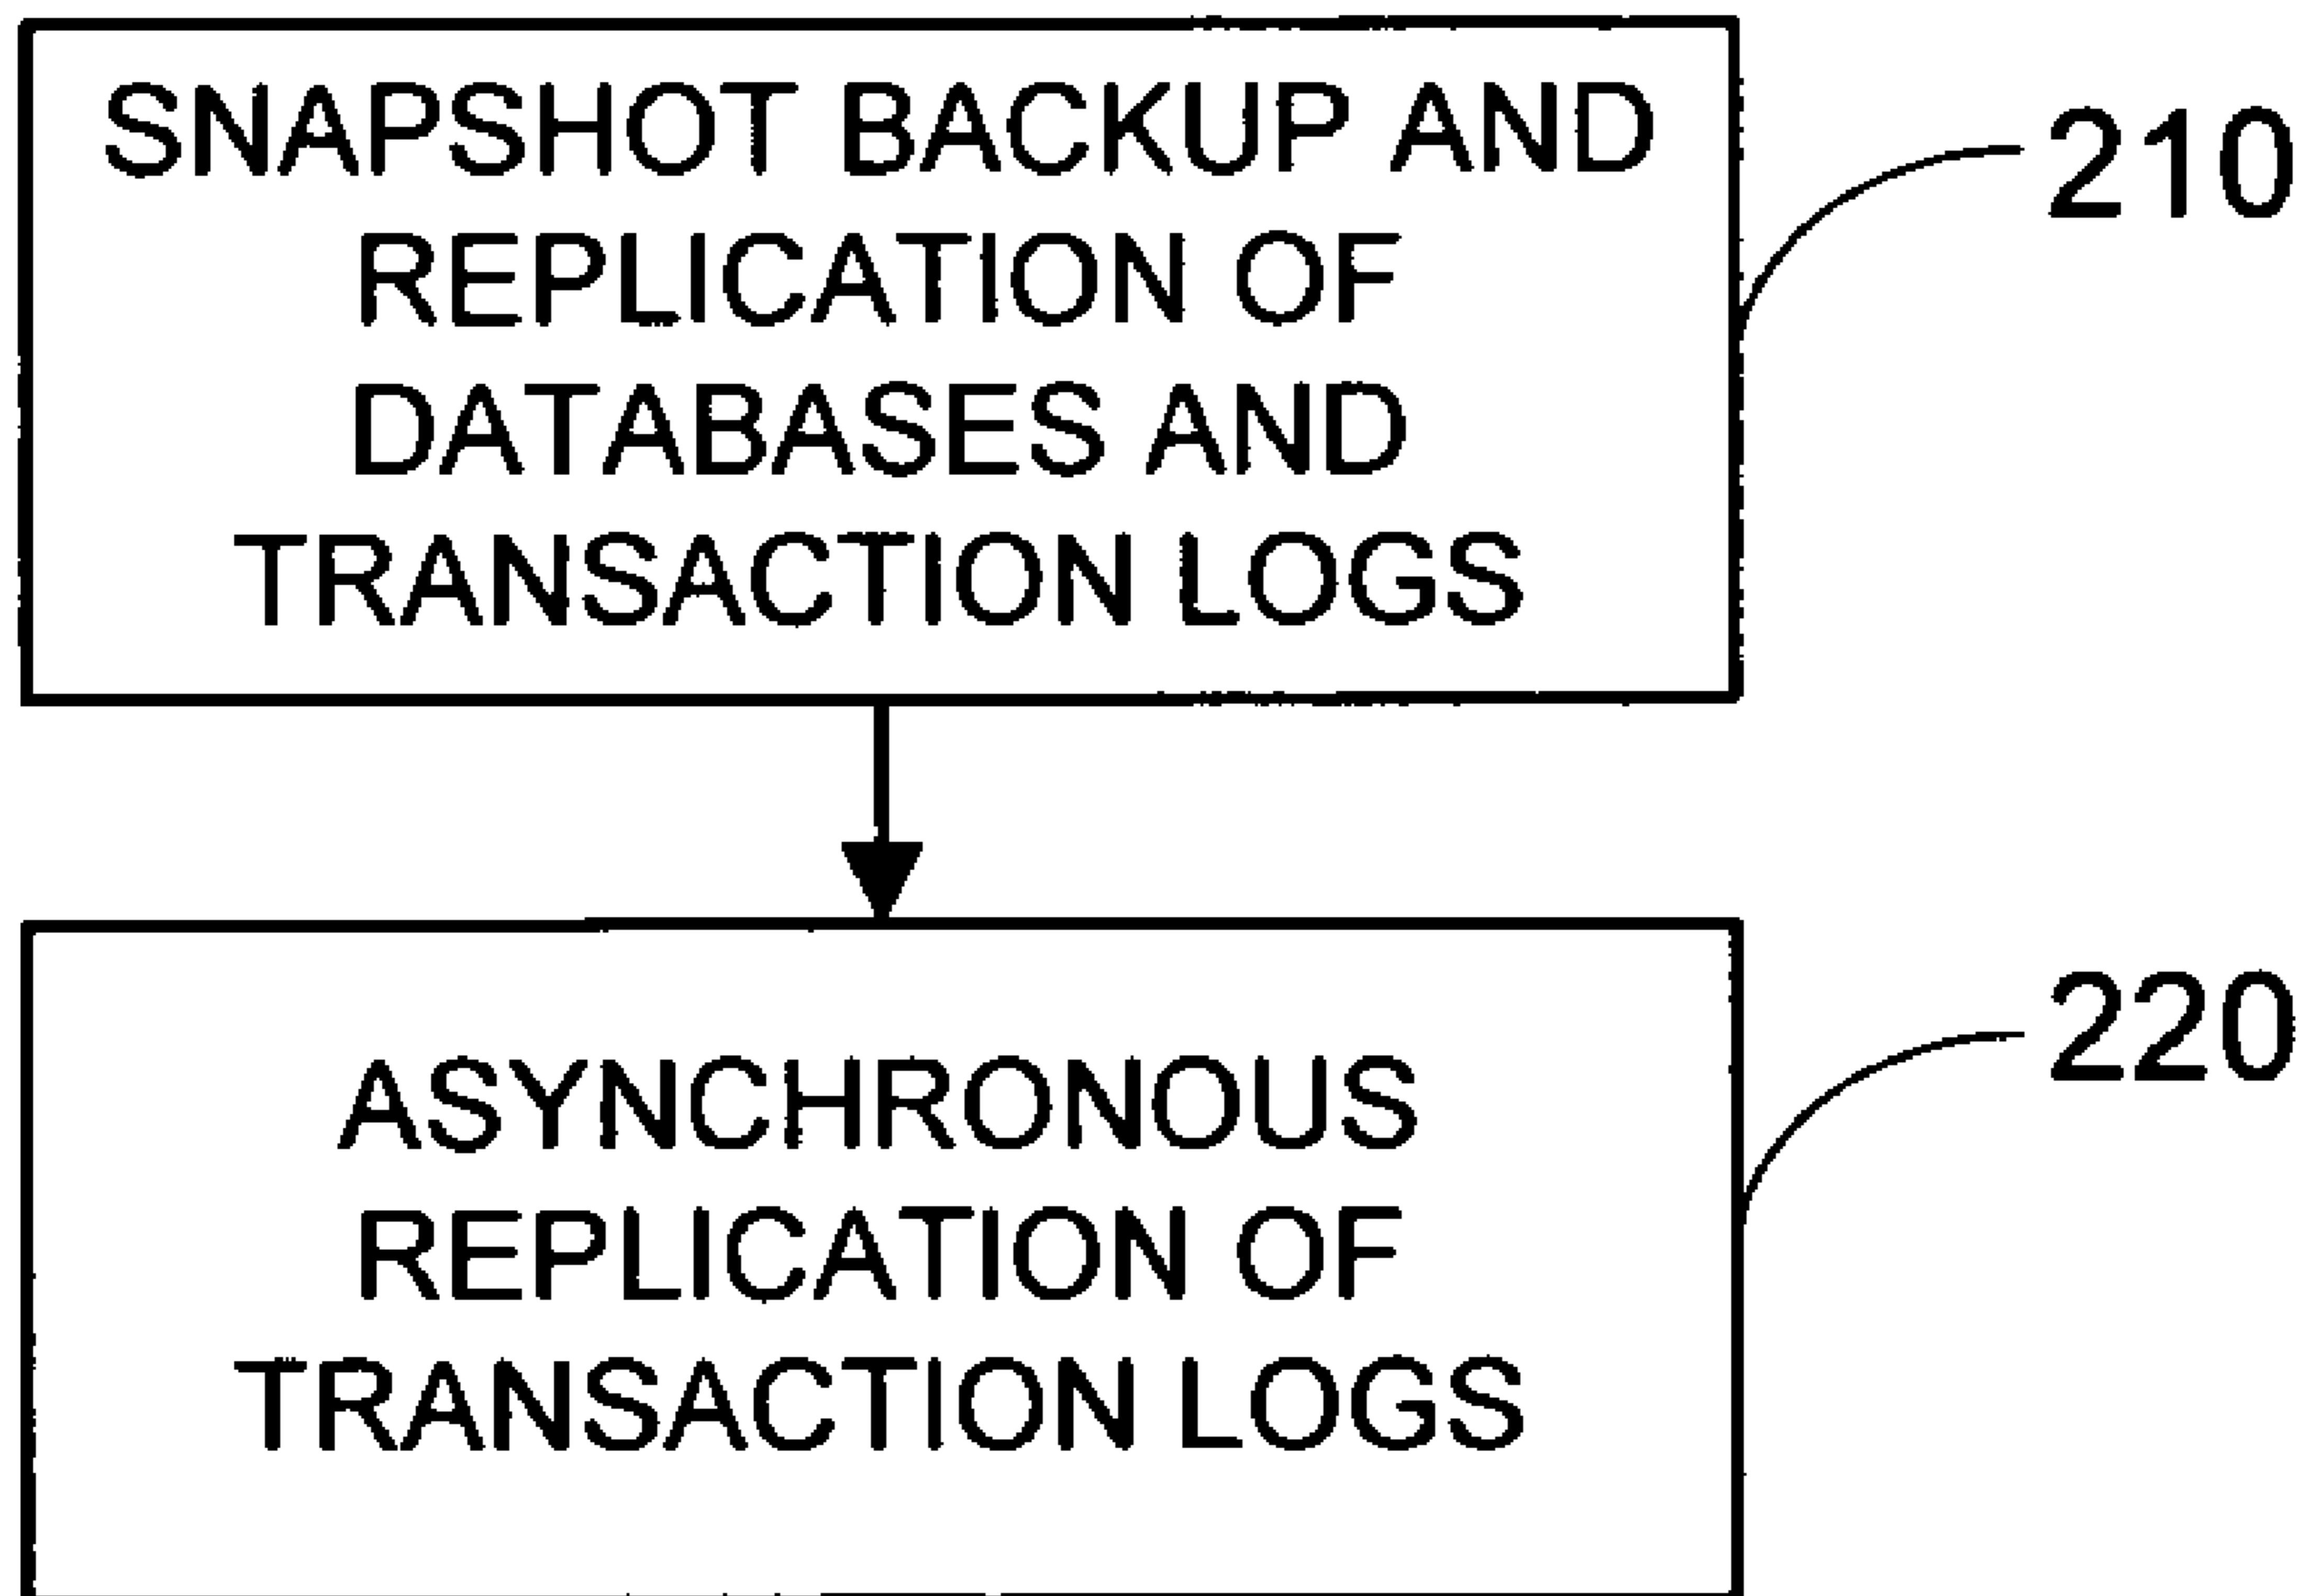 SNAPSHOT BACKUP AND
REPLICATION OF
DATABASES AND
TRANSACTION LOGS
210
ASYNCHRONOUS
REPLICATION OF
TRANSACTION LOGS
220